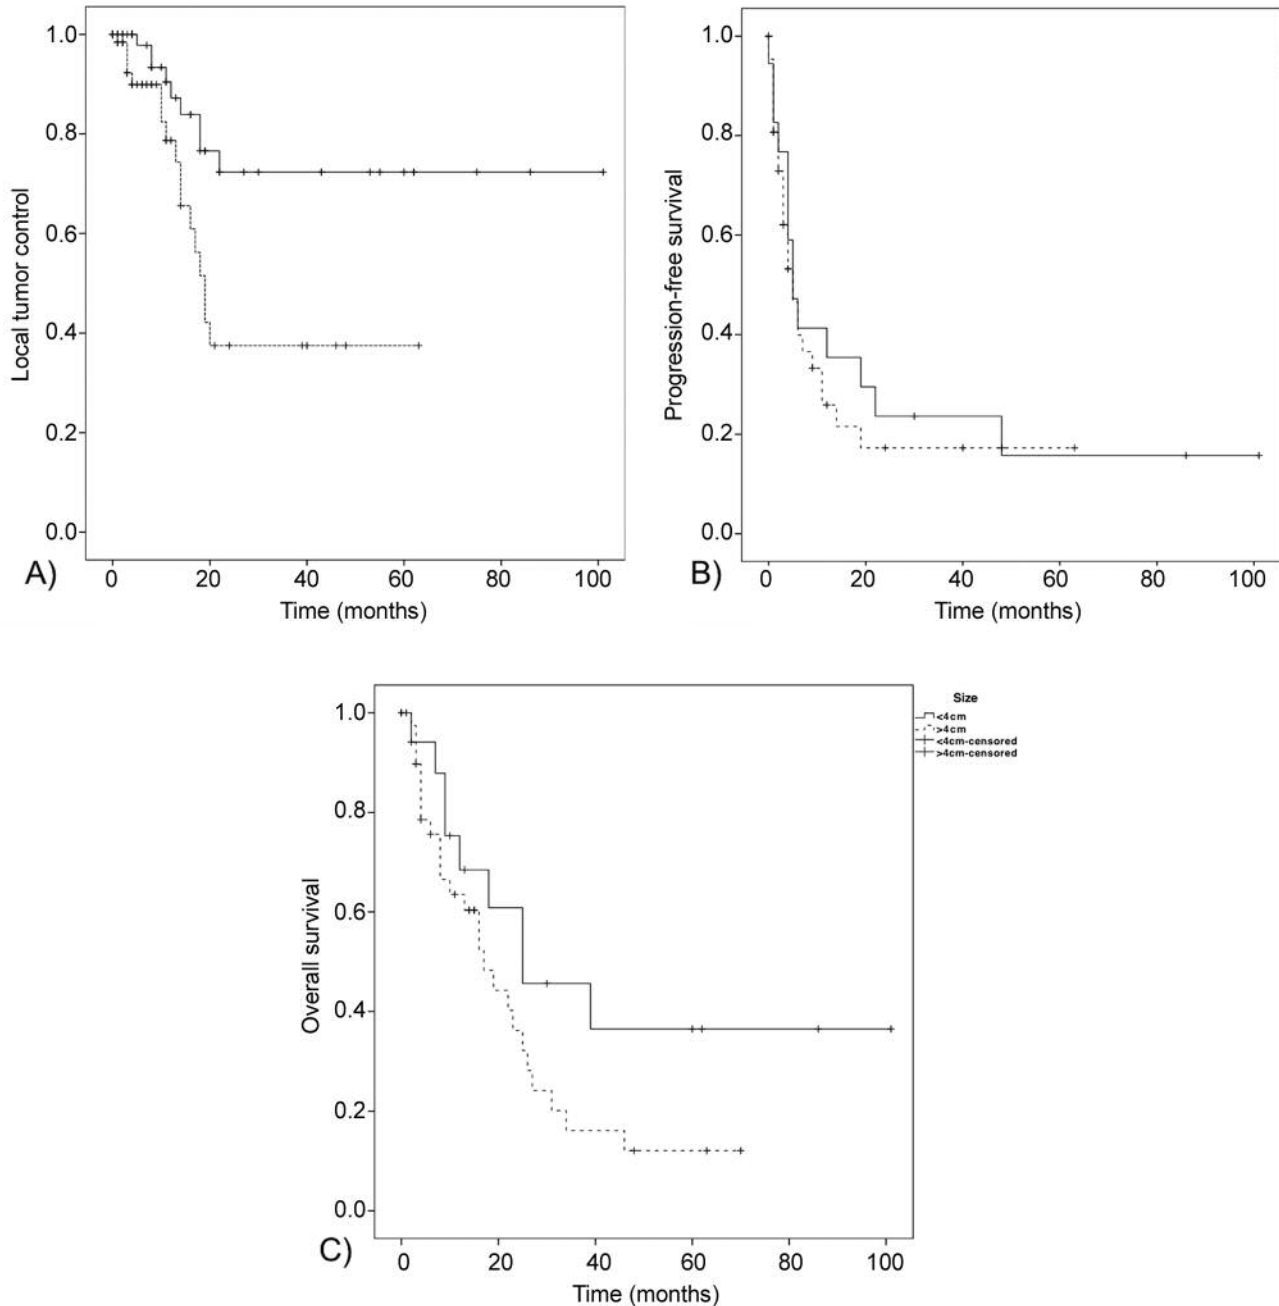 1.0
0.8
0.6
0.4
0.2
0.0
Local tumor control
A)
0 20 40 60 80 100
Time (months)
1.0
0.8
0.6
0.4
0.2
0.0
Progression-free survival
B)
0 20 40 60 80 100
Time (months)
1.0
0.8
0.6
0.4
0.2
0.0
Overall survival
C)
0 20 40 60 80 100
Time (months)
Size
<4cm
>4cm
<4cm-censored
>4cm-censored